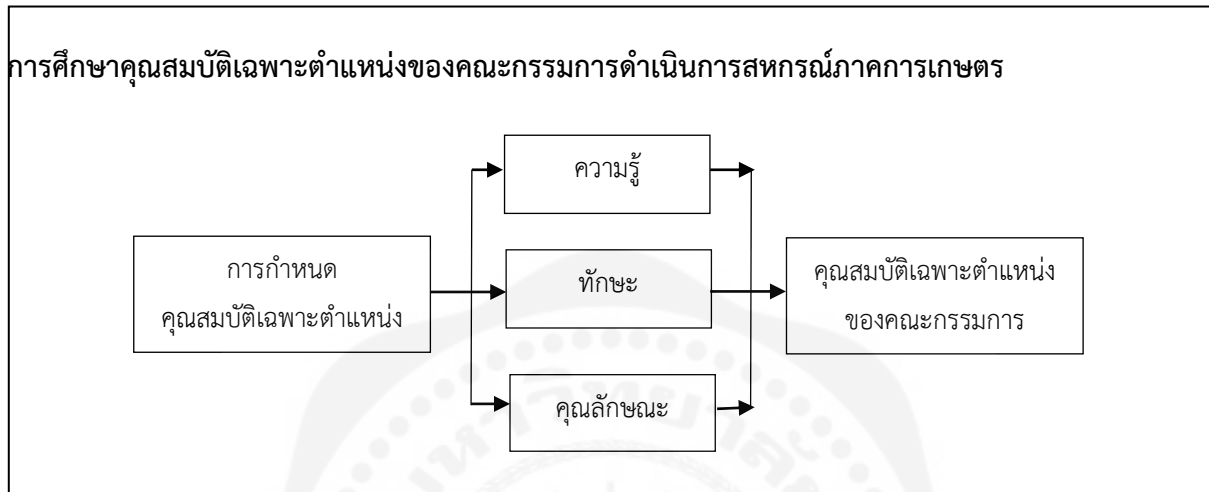 การศึกษาคุณสมบัติเฉพาะตำแหน่งของคณะกรรมการดำเนินการสหกรณ์ภาคการเกษตร
ความรู้
การกำหนด
คุณสมบัติเฉพาะตำแหน่ง
ทักษะ
คุณสมบัติเฉพาะตำแหน่ง
ของคณะกรรมการ
คุณลักษณะ